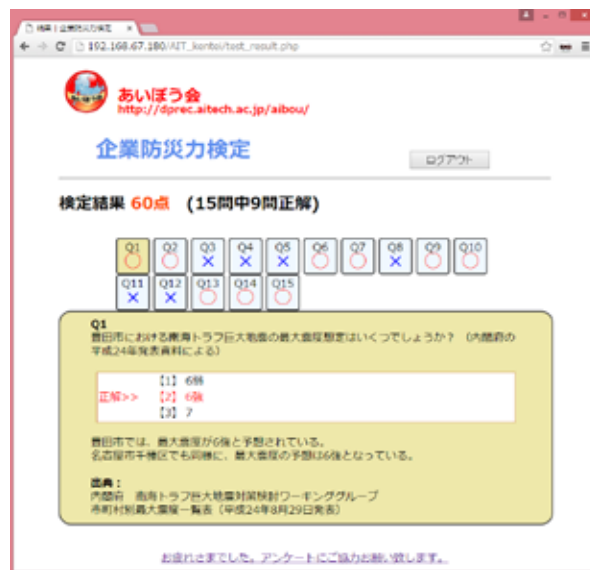 結果 | 企業防災力検定
192.168.67.180/AIT_kentei/test_result.php
あいぼう会
http://dprec.aitech.ac.jp/aibou/
企業防災力検定
ログアウト
検定結果 60点 (15問中9問正解)
Q1 Q2 Q3 Q4 Q5 Q6 Q7 Q8 Q9 Q10
○ ○ × × × ○ ○ × ○ ○
Q11 Q12 Q13 Q14 Q15
× × ○ ○ ○
Q1
豊田市における南海トラフ巨大地震の最大震度想定はいくつでしょうか? (内閣府の
平成24年発表資料による)
【1】 6弱
正解>> 【2】 6強
【3】 7
豊田市では、最大震度が6強と予想されている。
名古屋市千種区でも同様に、最大震度の予想は6強となっている。
出典:
内閣府 南海トラフ巨大地震対策検討ワーキンググループ
市町村別最大震度一覧表(平成24年8月29日発表)
お疲れさまでした。アンケートにご協力お願い致します。